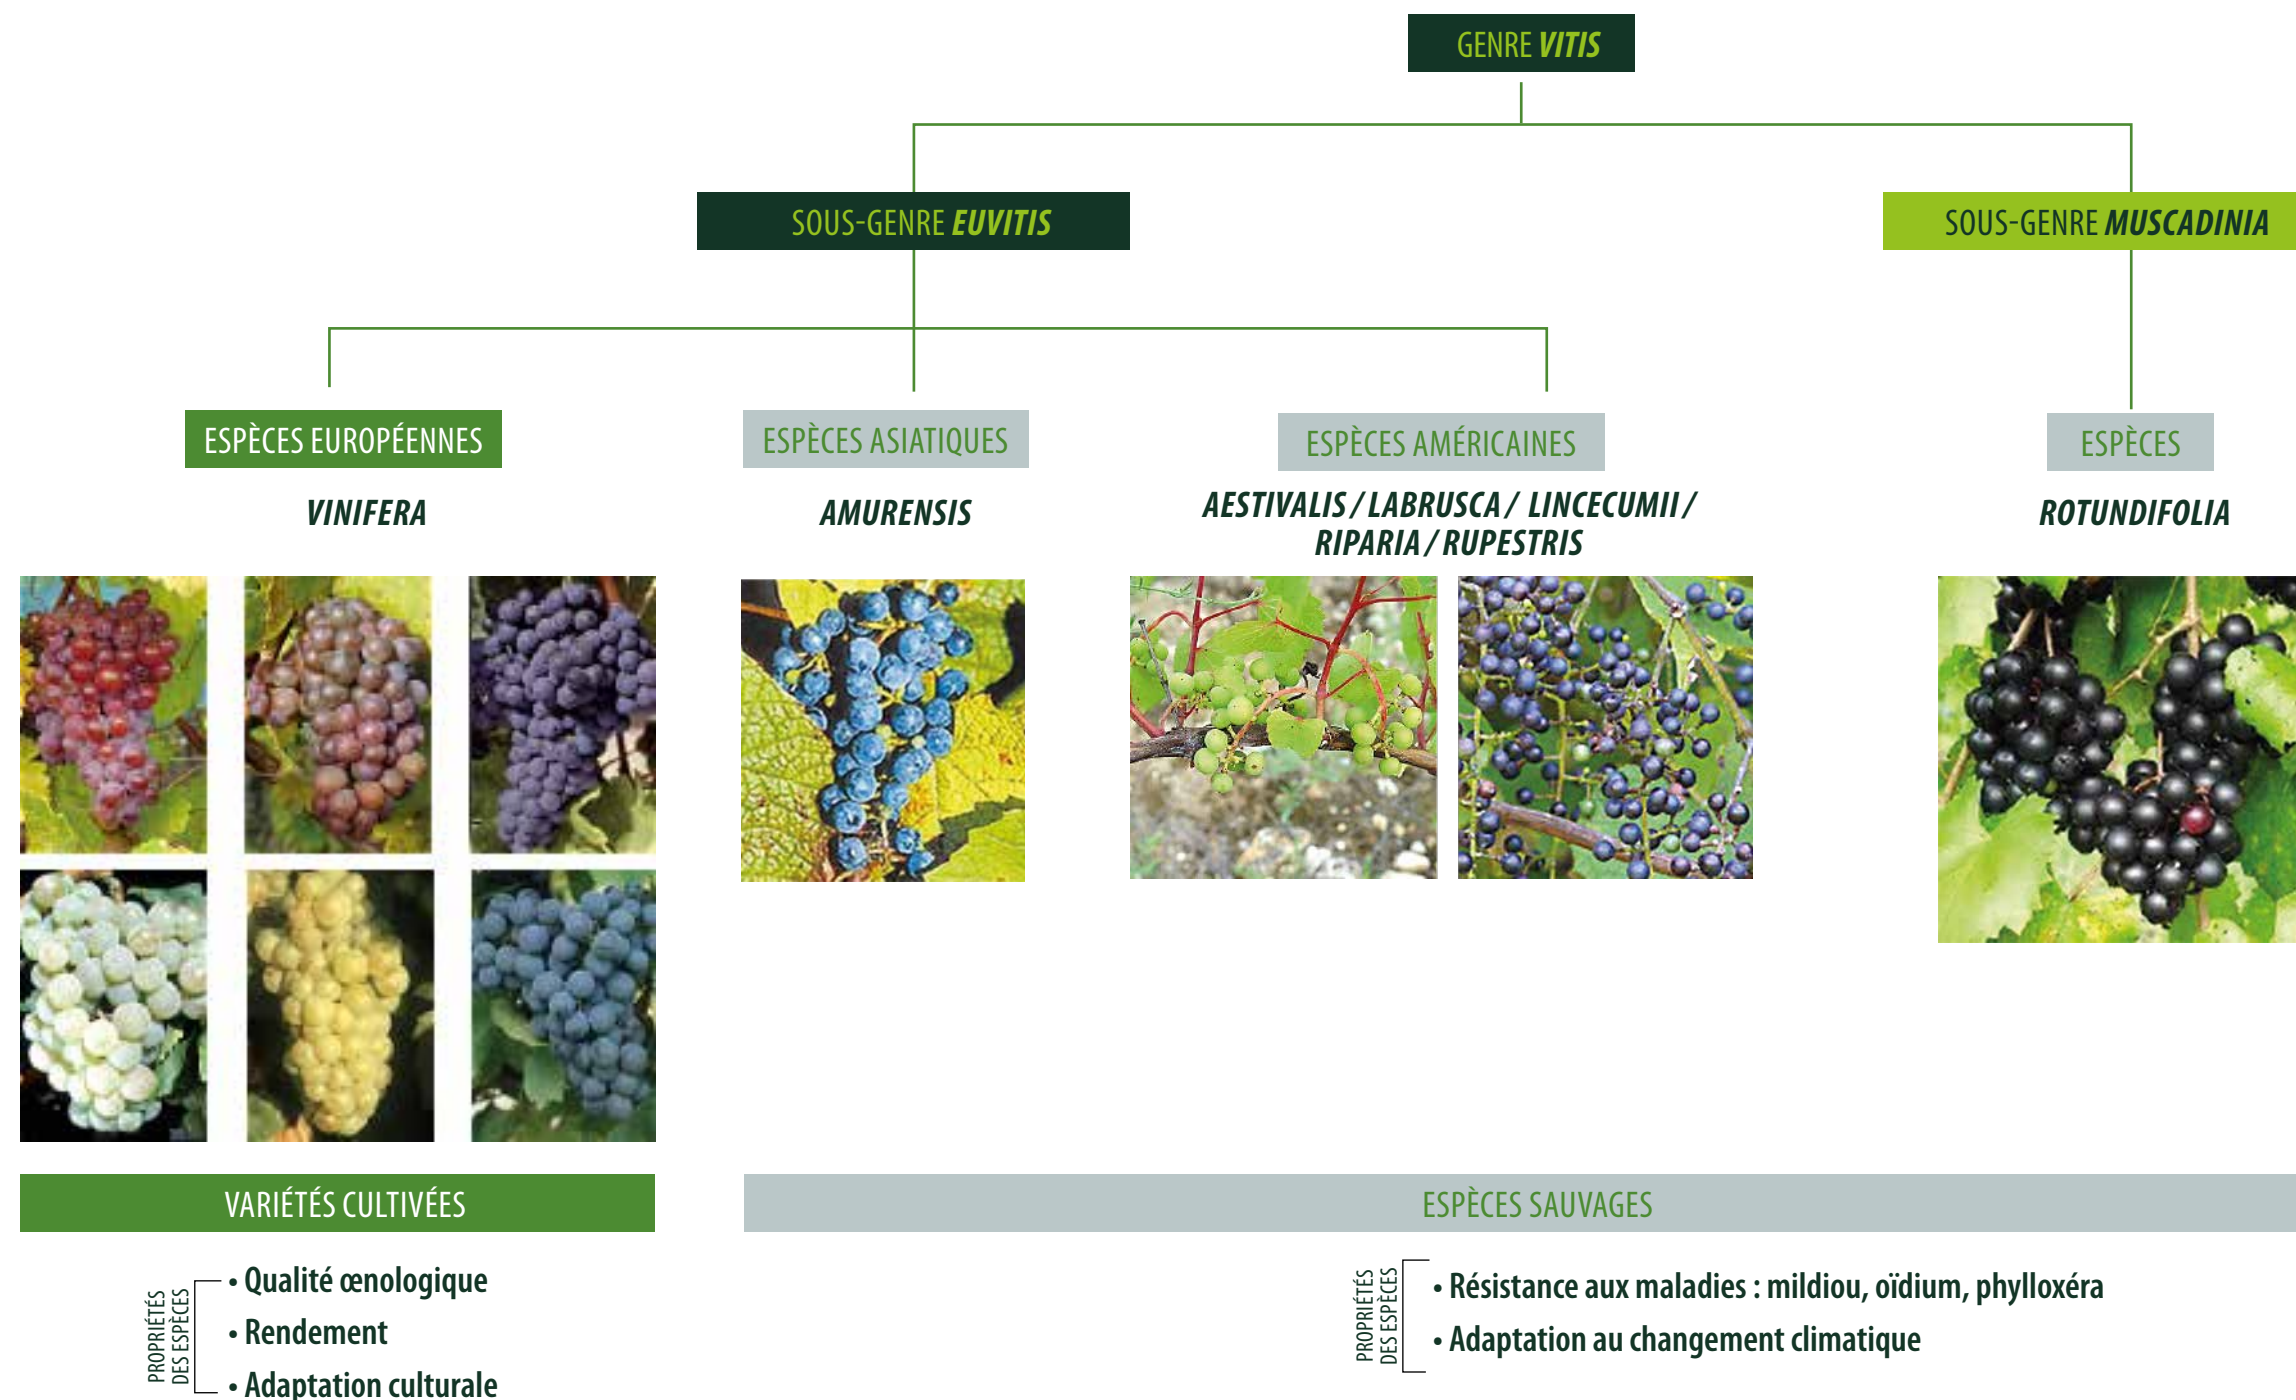 GENRE VITIS
SOUS-GENRE EUVITIS
SOUS-GENRE MUSCADINIA
ESPÈCES EUROPÉENNES
ESPÈCES ASIATIQUES
ESPÈCES AMÉRICAINES
ESPÈCES
VINIFERA
AMURENSIS
AESTIVALIS / LABRUSCA / LINCECUMII /
RIPARIA / RUPESTRIS
ROTUNDIFOLIA
VARIÉTÉS CULTIVÉES
ESPÈCES SAUVAGES
PROPRIÉTÉS
DES ESPÈCES
• Qualité œnologique
• Rendement
• Adaptation culturale
PROPRIÉTÉS
DES ESPÈCES
• Résistance aux maladies : mildiou, oïdium, phylloxéra
• Adaptation au changement climatique